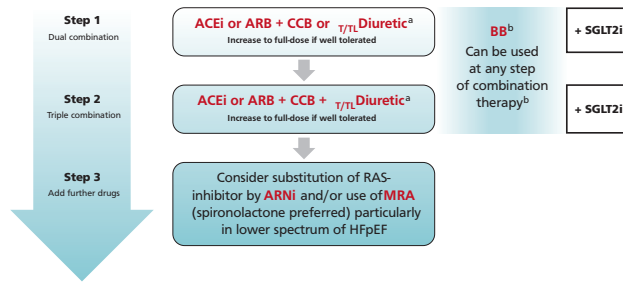 Step 1
Dual combination
ACEi or ARB + CCB or T/TLDiuretica
Increase to full-dose if well tolerated
BBb
Can be used
at any step
of combination
therapyb
+ SGLT2i
Step 2
Triple combination
ACEi or ARB + CCB + T/TLDiuretica
Increase to full-dose if well tolerated
+ SGLT2i
Step 3
Add further drugs
Consider substitution of RAS-
inhibitor by ARNi and/or use of MRA
(spironolactone preferred) particularly
in lower spectrum of HFpEF